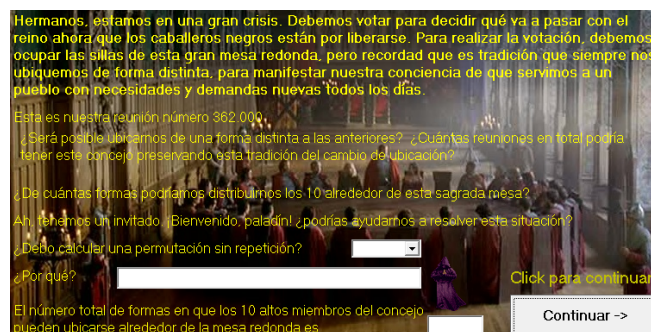 Hermanos, estamos en una gran crisis. Debemos votar para decidir qué va a pasar con el
reino ahora que los caballeros negros están por liberarse. Para realizar la votación, debemos
ocupar las sillas de esta gran mesa redonda, pero recordad que es tradición que siempre nos
ubiquemos de forma distinta, para manifestar nuestra conciencia de que servimos a un
pueblo con necesidades y demandas nuevas todos los días.
Esta es nuestra reunión número 362.000.
¿Será posible ubicarnos de una forma distinta a las anteriores? ¿Cuántas reuniones en total podría
tener este concejo preservando esta tradición del cambio de ubicación?
¿De cuántas formas podríamos distribuirnos los 10 alrededor de esta sagrada mesa?
Ah, tenemos un invitado. ¡Bienvenido, paladín! ¿podrías ayudarnos a resolver esta situación?
¿Debo calcular una permutación sin repetición?
¿Por qué?
Click para continuar
El número total de formas en que los 10 altos miembros del concejo
pueden ubicarse alrededor de la mesa redonda es
Continuar ->